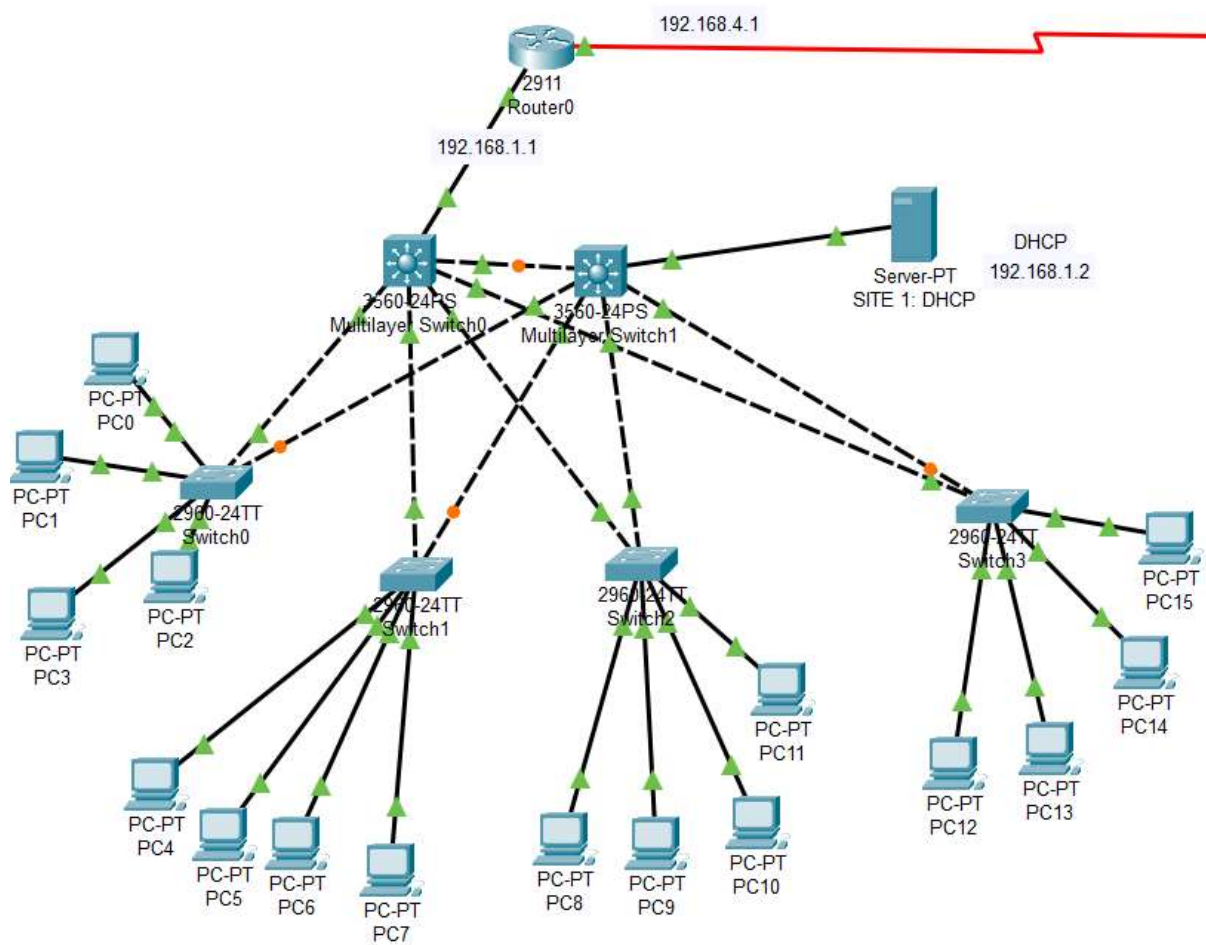 192.168.4.1
2911
Router0
192.168.1.1
3560-24PS
Multilayer Switch0
3560-24PS
Multilayer Switch1
Server-PT
SITE 1: DHCP
DHCP
192.168.1.2
PC-PT
PC0
PC-PT
PC1
2960-24TT
Switch0
PC-PT
PC2
PC-PT
PC3
2960-24TT
Switch1
2960-24TT
Switch2
2960-24TT
Switch3
PC-PT
PC15
PC-PT
PC14
PC-PT
PC11
PC-PT
PC4
PC-PT
PC5
PC-PT
PC6
PC-PT
PC7
PC-PT
PC8
PC-PT
PC9
PC-PT
PC10
PC-PT
PC12
PC-PT
PC13